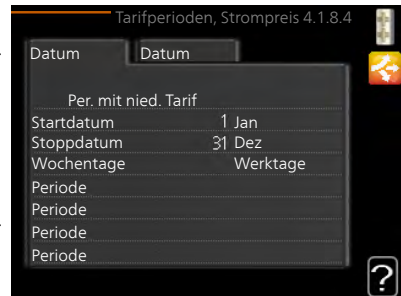 Tarifperioden, Strompreis 4.1.8.4
Datum Datum
Per. mit nied. Tarif
Startdatum 1 Jan
Stoppdatum 31 Dez
Wochentage Werktage
Periode
Periode
Periode
Periode
?